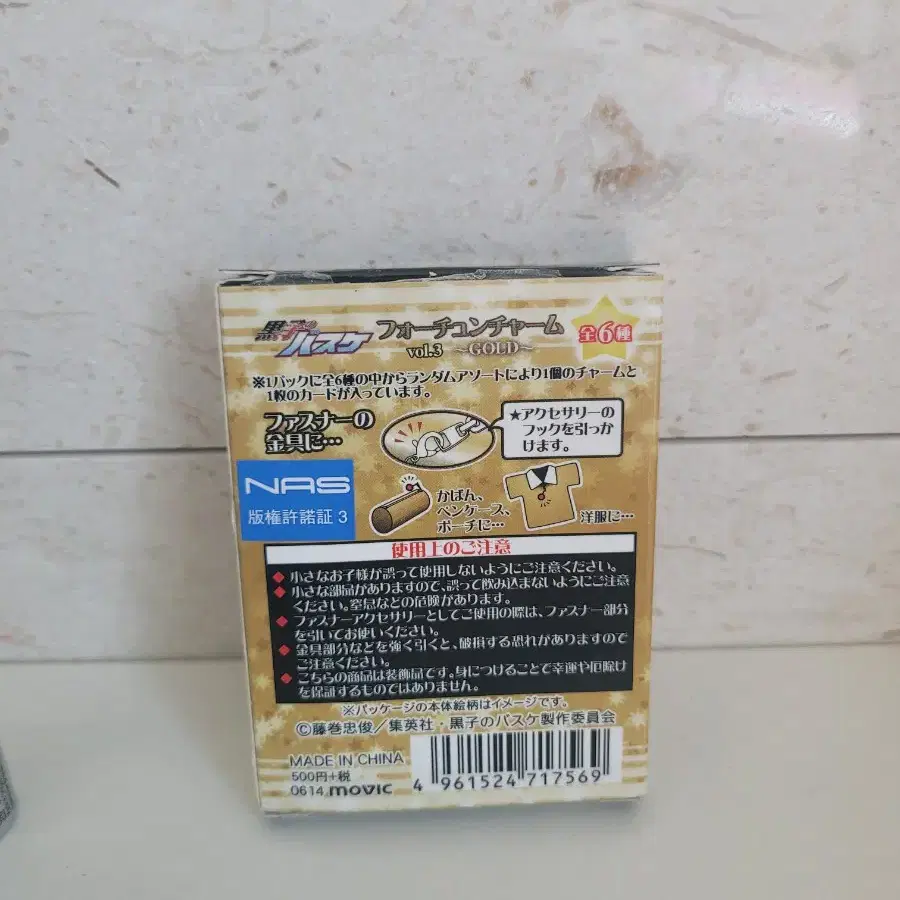 黒子のバスケ
フォーチュンチャーム
vol.3 ~GOLD~
全6種
※1パックに全6種の中からランダムアソートにより1個のチャームと
1枚のカードが入っています。
ファスナーの
金具に…
★アクセサリーの
フックを引っか
けます。
かばん、
ペンケース、
ポーチに…
洋服に…
NAS
版権許諾証 3
使用上のご注意
◆小さなお子様が誤って使用しないようにご注意ください。
◆小さな部品がありますので、誤って飲み込まないようにご注意
ください。窒息などの危険があります。
◆ファスナーアクセサリーとしてご使用の際は、ファスナー部分
を引いてお使いください。
◆金具部分などを強く引くと、破損する恐れがありますので
ご注意ください。
◆こちらの商品は装飾品です。身につけることで幸運や厄除け
を保証するものではありません。
※パッケージの本体絵柄はイメージです。
©藤巻忠俊/集英社・黒子のバスケ製作委員会
MADE IN CHINA
500円+税
0614 movic
4 961524 717569